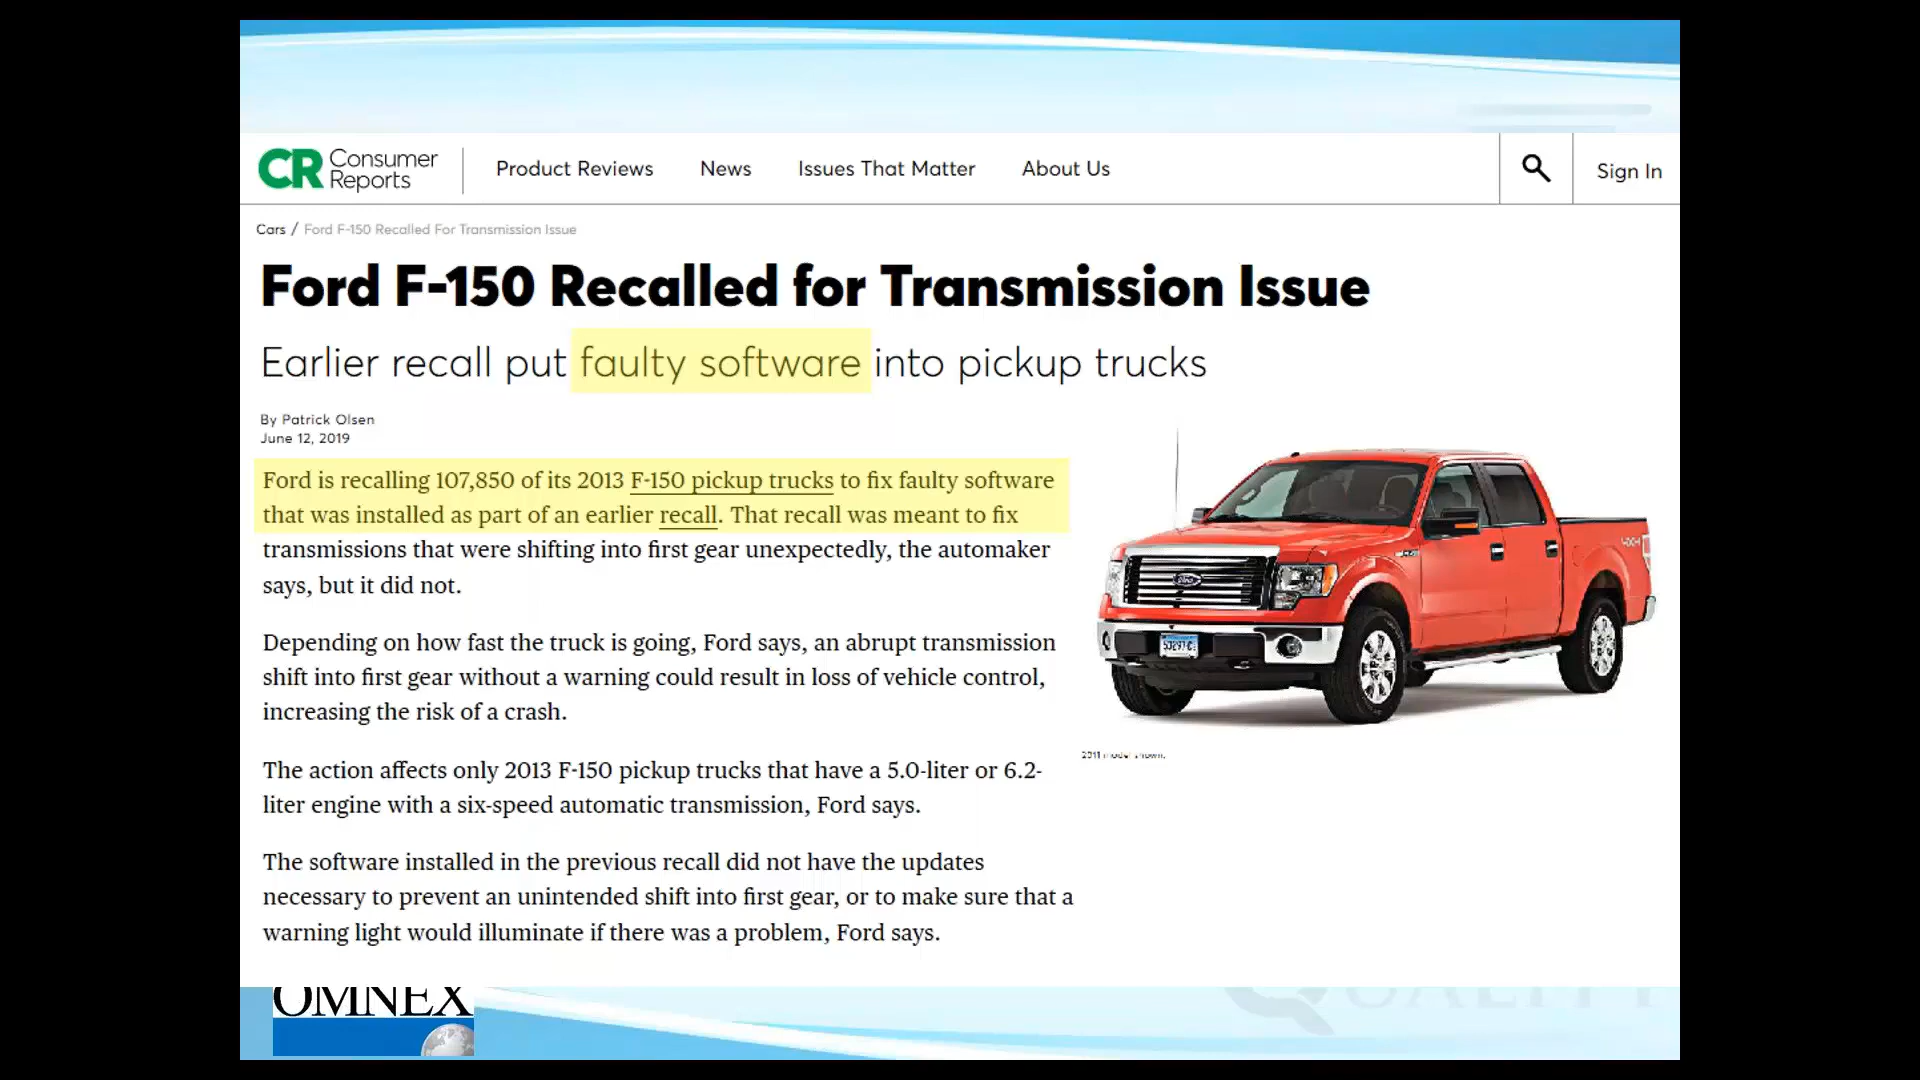 CR Consumer
Reports
Product Reviews
News
Issues That Matter
About Us
Sign In
Cars / Ford F-150 Recalled For Transmission Issue
Ford F-150 Recalled for Transmission Issue
Earlier recall put faulty software into pickup trucks
By Patrick Olsen
June 12, 2019
Ford is recalling 107,850 of its 2013 F-150 pickup trucks to fix faulty software
that was installed as part of an earlier recall. That recall was meant to fix
transmissions that were shifting into first gear unexpectedly, the automaker
says, but it did not.
Depending on how fast the truck is going, Ford says, an abrupt transmission
shift into first gear without a warning could result in loss of vehicle control,
increasing the risk of a crash.
The action affects only 2013 F-150 pickup trucks that have a 5.0-liter or 6.2-
liter engine with a six-speed automatic transmission, Ford says.
The software installed in the previous recall did not have the updates
necessary to prevent an unintended shift into first gear, or to make sure that a
warning light would illuminate if there was a problem, Ford says.
Ford
4X4
2011 model shown.
OMNEX
QUALITY